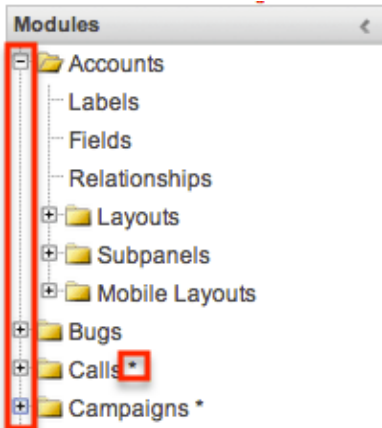 Modules
Accounts
Labels
Fields
Relationships
Layouts
Subpanels
Mobile Layouts
Bugs
Calls *
Campaigns *